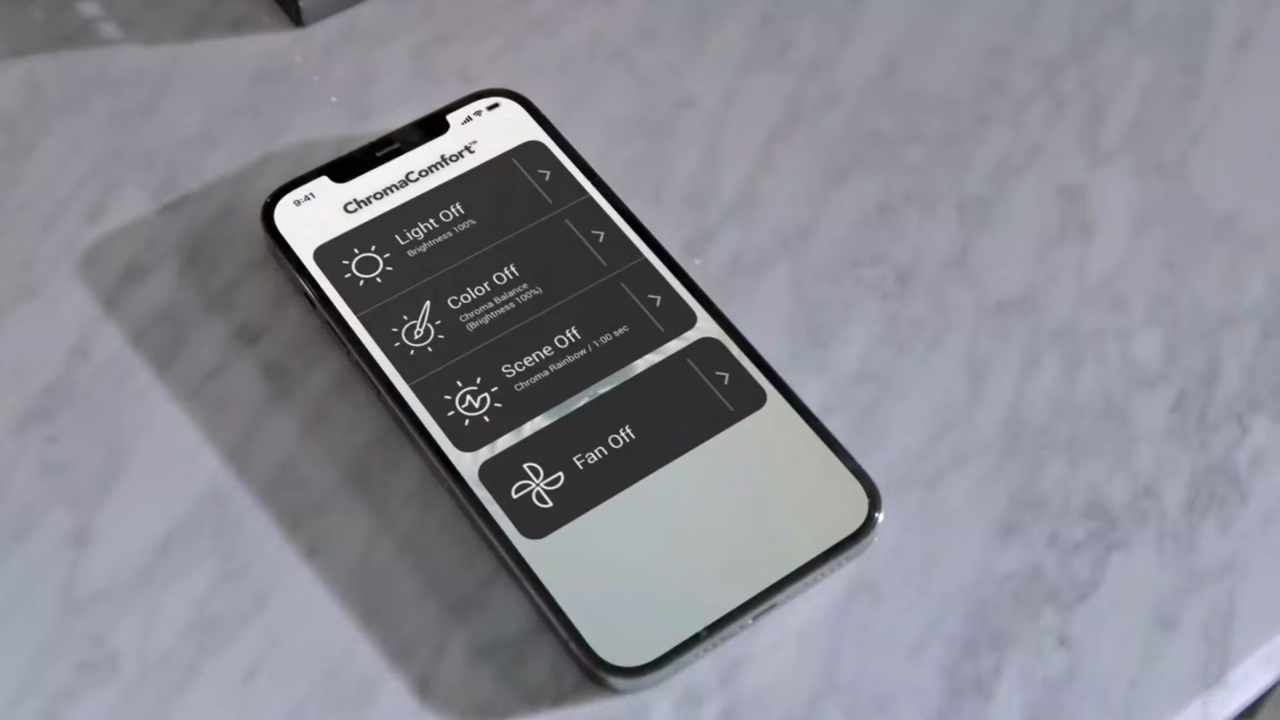 9:41
ChromaComfort™
Light Off
Brightness 100%
Color Off
Chroma Balance
(Brightness 100%)
Scene Off
Chroma Rainbow / 1:00 sec
Fan Off